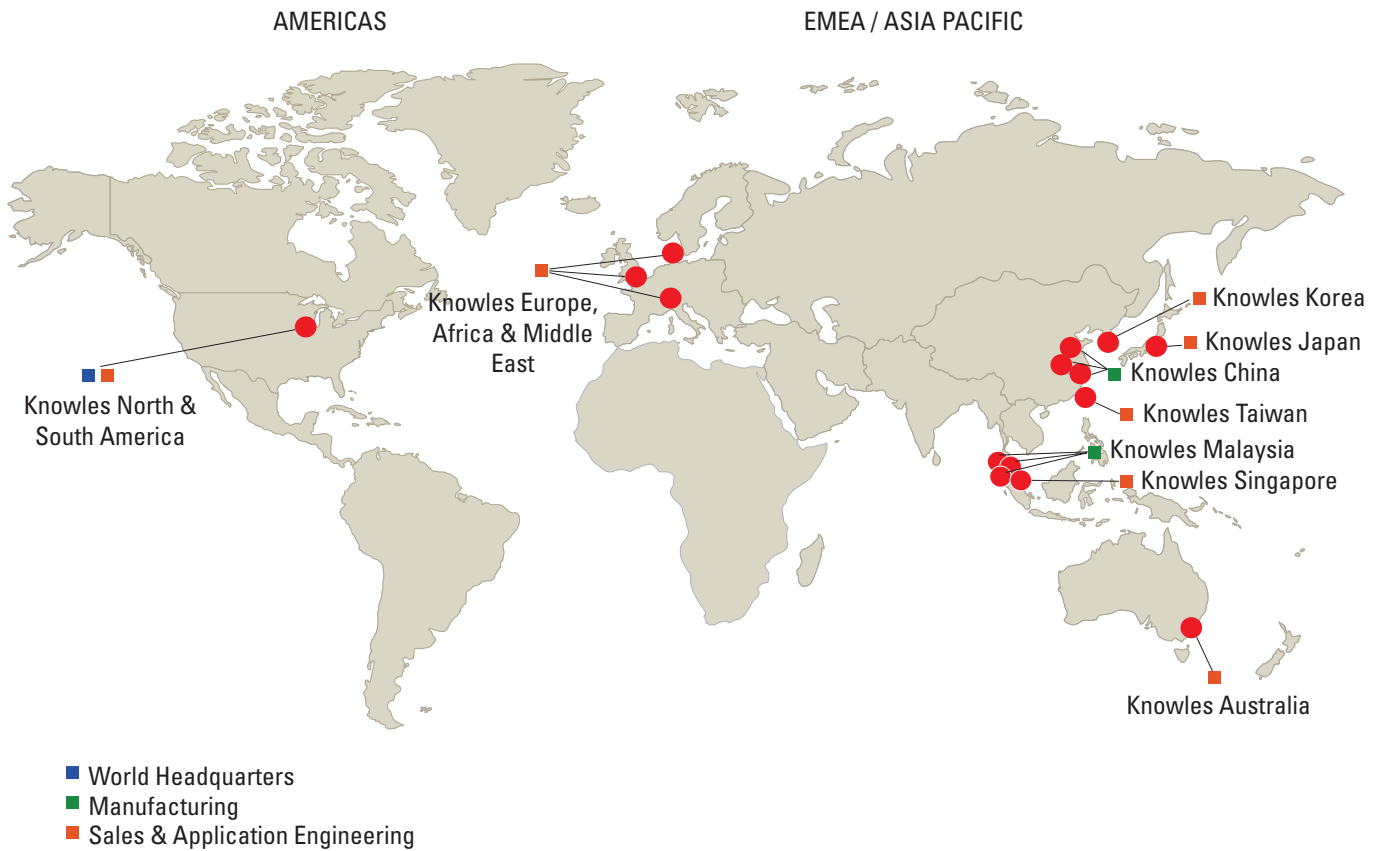 AMERICAS
EMEA / ASIA PACIFIC
Knowles Europe,
Africa & Middle
East
Knowles Korea
Knowles Japan
Knowles China
Knowles North &
South America
Knowles Taiwan
Knowles Malaysia
Knowles Singapore
Knowles Australia
World Headquarters
Manufacturing
Sales & Application Engineering